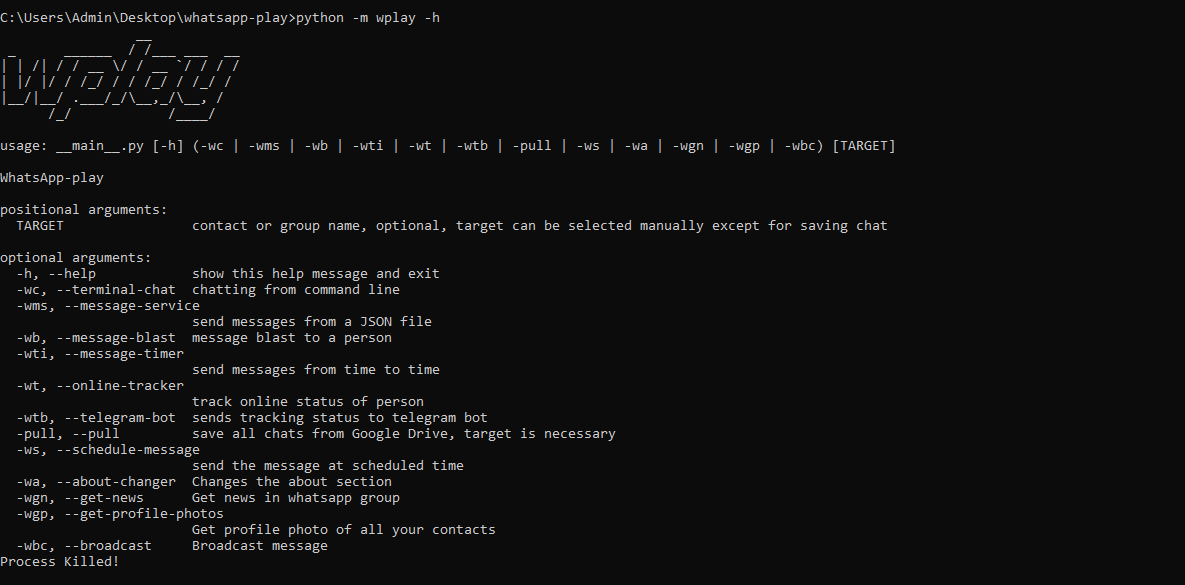 C:\Users\Admin\Desktop\whatsapp-play>python -m wplay -h
wplay
usage: __main__.py [-h] (-wc | -wms | -wb | -wti | -wt | -wtb | -pull | -ws | -wa | -wgn | -wgp | -wbc) [TARGET]
WhatsApp-play
positional arguments:
TARGET contact or group name, optional, target can be selected manually except for saving chat
optional arguments:
-h, --help show this help message and exit
-wc, --terminal-chat chatting from command line
-wms, --message-service
send messages from a JSON file
-wb, --message-blast message blast to a person
-wti, --message-timer
send messages from time to time
-wt, --online-tracker
track online status of person
-wtb, --telegram-bot sends tracking status to telegram bot
-pull, --pull save all chats from Google Drive, target is necessary
-ws, --schedule-message
send the message at scheduled time
-wa, --about-changer Changes the about section
-wgn, --get-news Get news in whatsapp group
-wgp, --get-profile-photos
Get profile photo of all your contacts
-wbc, --broadcast Broadcast message
Process Killed!